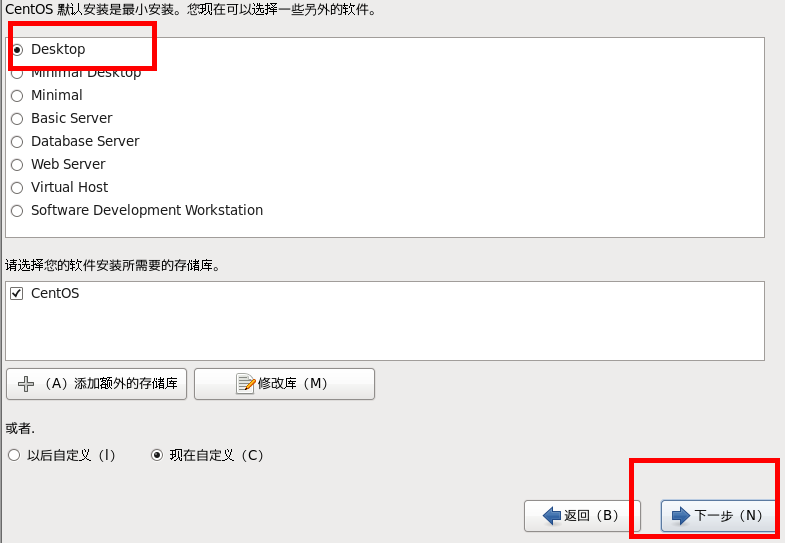 CentOS 默认安装是最小安装。您现在可以选择一些另外的软件。
Desktop
Minimal Desktop
Minimal
Basic Server
Database Server
Web Server
Virtual Host
Software Development Workstation
请选择您的软件安装所需要的存储库。
CentOS
（A）添加额外的存储库 修改库（M）
或者.
以后自定义（l） 现在自定义（C）
返回（B） 下一步（N）